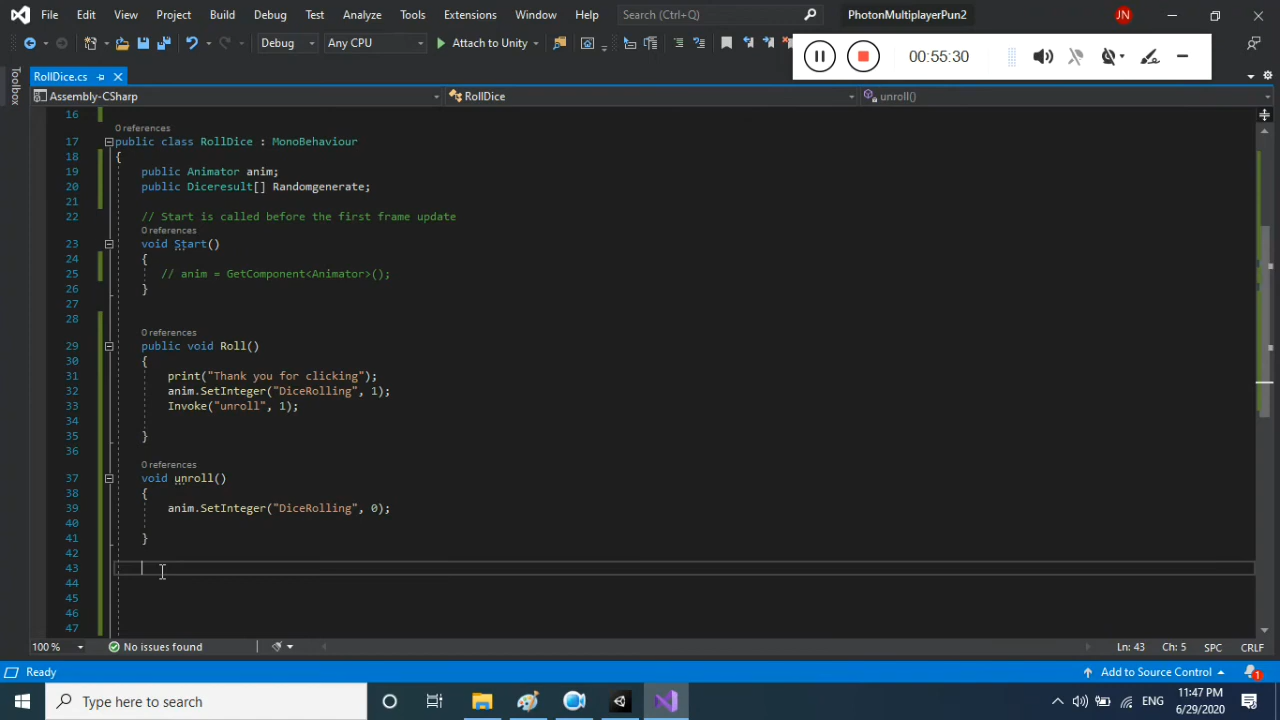 File Edit View Project Build Debug Test Analyze Tools Extensions Window Help Search (Ctrl+Q) PhotonMultiplayerPun2 JN
Debug Any CPU Attach to Unity 00:55:30
RollDice.cs
Toolbox
Assembly-CSharp RollDice unroll()
16
0 references
17 public class RollDice : MonoBehaviour
18 {
19 public Animator anim;
20 public Diceresult[] Randomgenerate;
21
22 // Start is called before the first frame update
0 references
23 void Start()
24 {
25 // anim = GetComponent<Animator>();
26 }
27
28
0 references
29 public void Roll()
30 {
31 print("Thank you for clicking");
32 anim.SetInteger("DiceRolling", 1);
33 Invoke("unroll", 1);
34
35 }
36
0 references
37 void unroll()
38 {
39 anim.SetInteger("DiceRolling", 0);
40
41 }
42
43
44
45
46
47
100 % No issues found Ln: 43 Ch: 5 SPC CRLF
Ready Add to Source Control 1
Type here to search ENG 11:47 PM
6/29/2020